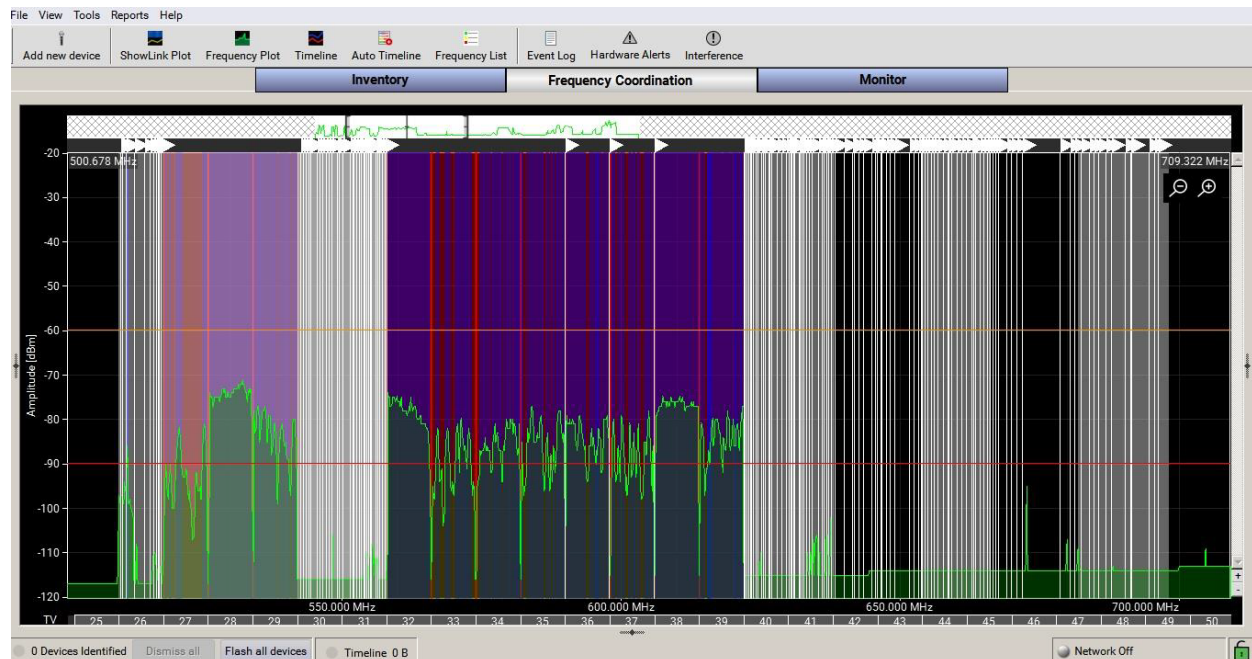 File View Tools Reports Help
Add new device ShowLink Plot Frequency Plot Timeline Auto Timeline Frequency List Event Log Hardware Alerts Interference
Inventory Frequency Coordination Monitor
500.678 MHz 709.322 MHz
Amplitude [dBm]
-20
-30
-40
-50
-60
-70
-80
-90
-100
-110
-120
+
-
550.000 MHz 600.000 MHz 650.000 MHz 700.000 MHz
TV 25 26 27 28 29 30 31 32 33 34 35 36 37 38 39 40 41 42 43 44 45 46 47 48 49 50
0 Devices Identified Dismiss all Flash all devices Timeline 0 B Network Off